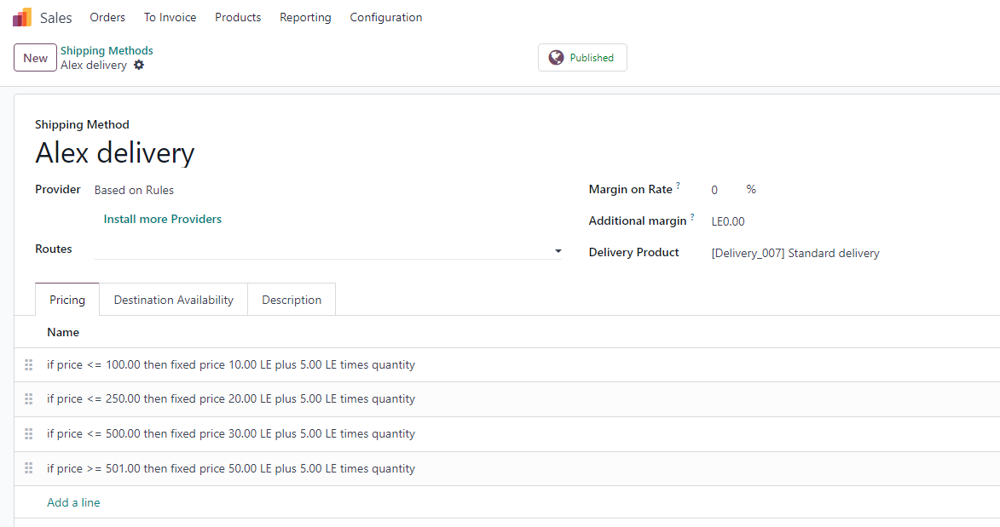 Sales Orders To Invoice Products Reporting Configuration
New Shipping Methods
Alex delivery
Published
Shipping Method
Alex delivery
Provider Based on Rules
Install more Providers
Routes
Margin on Rate ? 0 %
Additional margin ? LE0.00
Delivery Product [Delivery_007] Standard delivery
Pricing Destination Availability Description
Name
if price <= 100.00 then fixed price 10.00 LE plus 5.00 LE times quantity
if price <= 250.00 then fixed price 20.00 LE plus 5.00 LE times quantity
if price <= 500.00 then fixed price 30.00 LE plus 5.00 LE times quantity
if price >= 501.00 then fixed price 50.00 LE plus 5.00 LE times quantity
Add a line